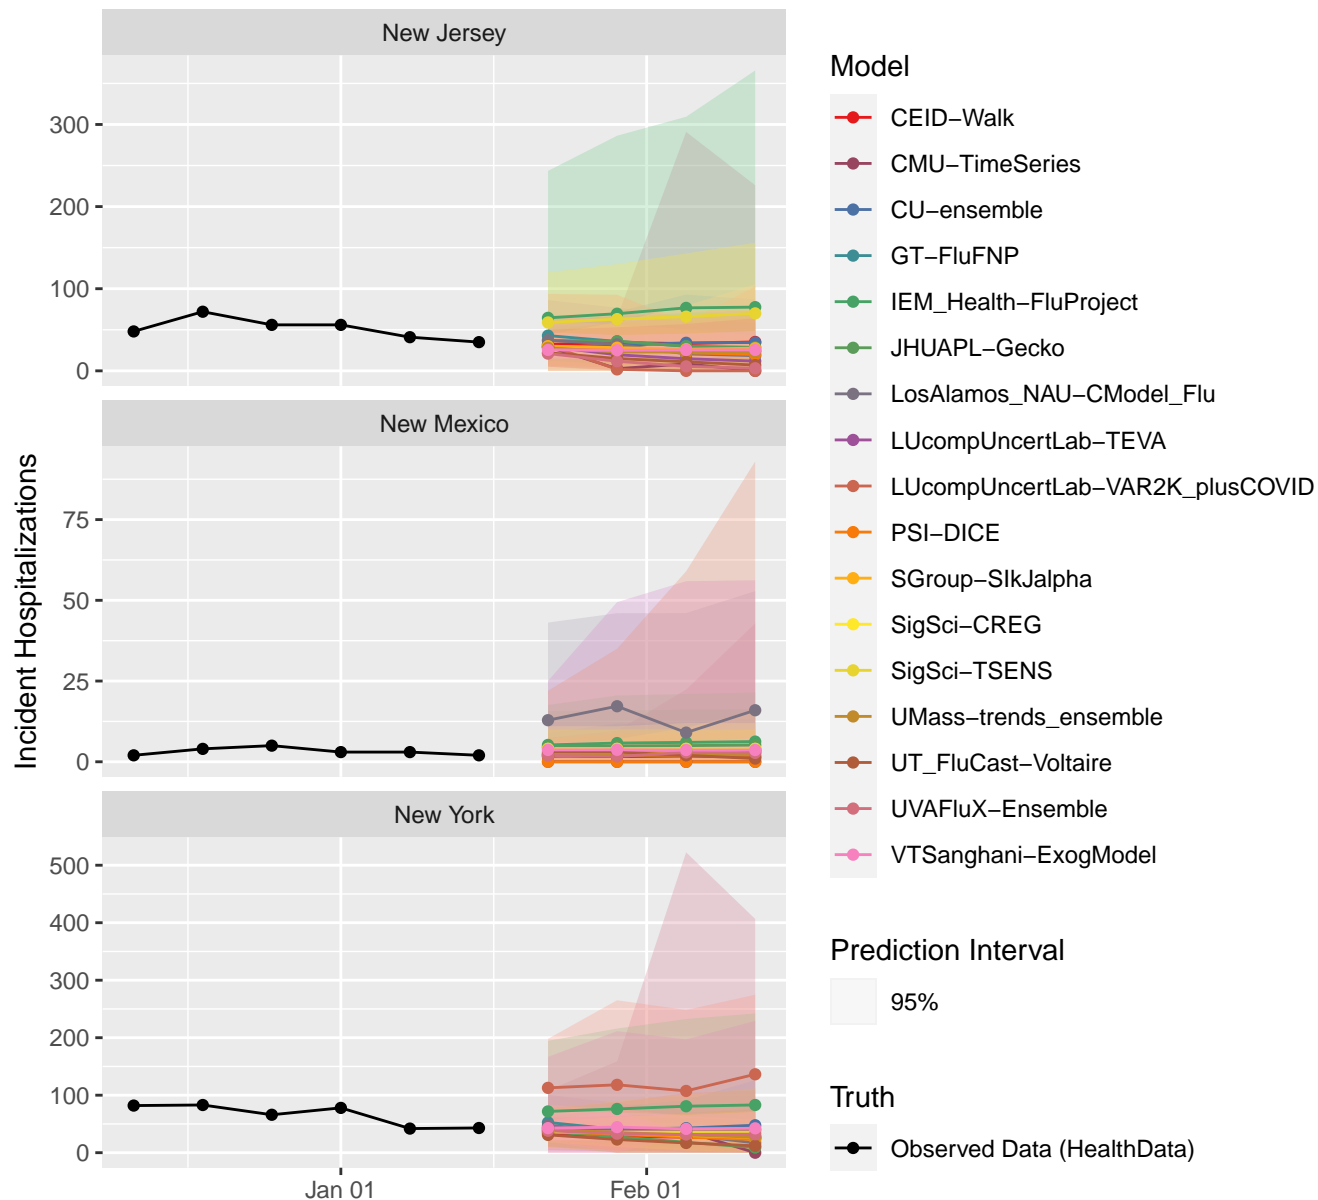 New Jersey
300
200
100
0
New Mexico
75
50
25
0
New York
500
400
300
200
100
0
Jan 01
Feb 01
Incident Hospitalizations
Model
CEID−Walk
CMU−TimeSeries
CU−ensemble
GT−FluFNP
IEM_Health−FluProject
JHUAPL−Gecko
LosAlamos_NAU−CModel_Flu
LUcompUncertLab−TEVA
LUcompUncertLab−VAR2K_plusCOVID
PSI−DICE
SGroup−SIkJalpha
SigSci−CREG
SigSci−TSENS
UMass−trends_ensemble
UT_FluCast−Voltaire
UVAFluX−Ensemble
VTSanghani−ExogModel
Prediction Interval
95%
Truth
Observed Data (HealthData)